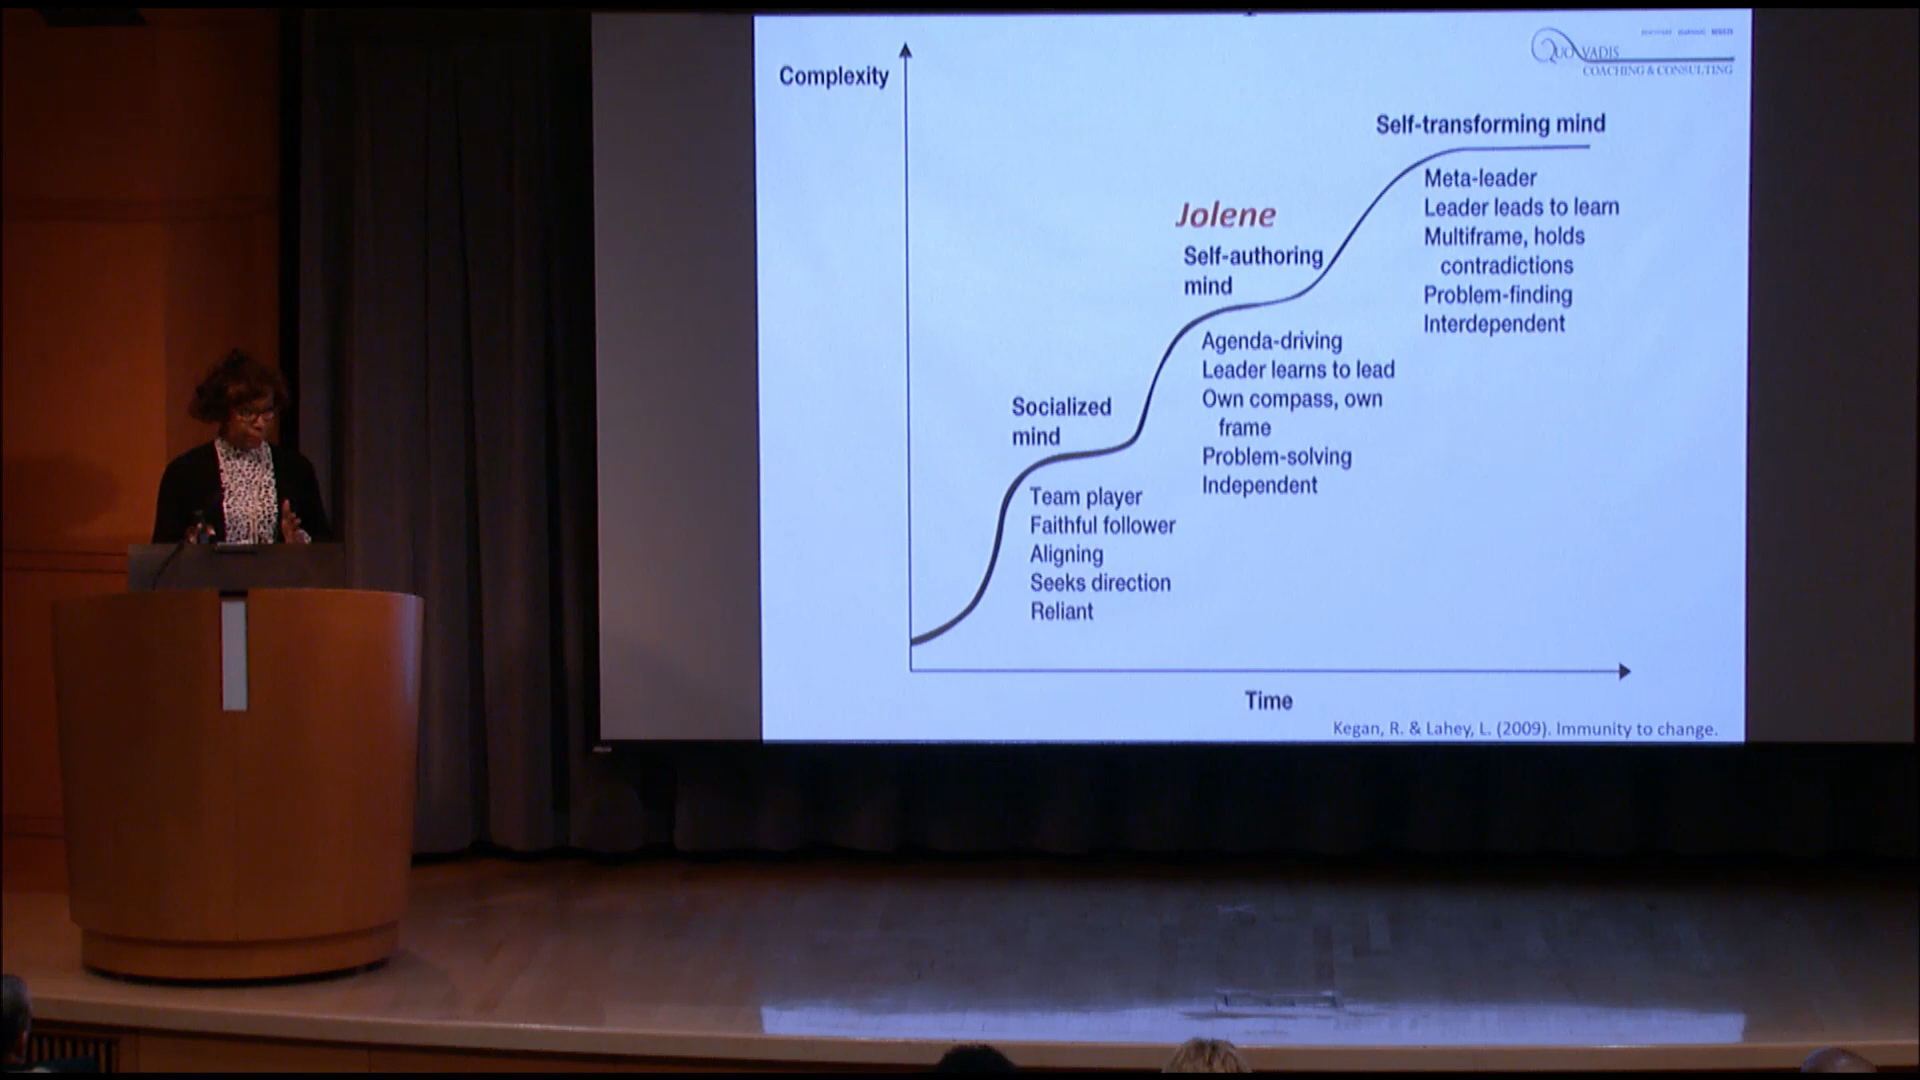 Complexity
QUO VADIS
COACHING & CONSULTING
Self-transforming mind
Meta-leader
Leader leads to learn
Multiframe, holds
contradictions
Problem-finding
Interdependent
Jolene
Self-authoring
mind
Agenda-driving
Leader learns to lead
Own compass, own
frame
Problem-solving
Independent
Socialized
mind
Team player
Faithful follower
Aligning
Seeks direction
Reliant
Time
Kegan, R. & Lahey, L. (2009). Immunity to change.